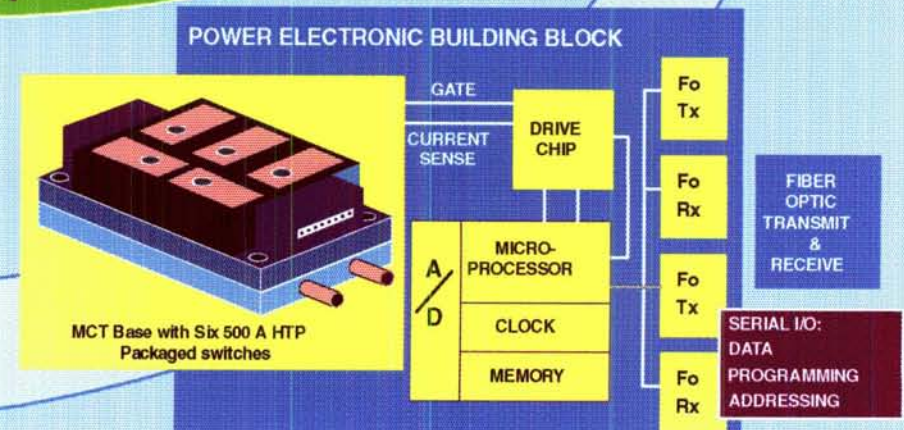 POWER ELECTRONIC BUILDING BLOCK
GATE
CURRENT
SENSE
DRIVE
CHIP
Fo
Tx
Fo
Rx
Fo
Tx
Fo
Rx
FIBER
OPTIC
TRANSMIT
&
RECEIVE
A/D
MICRO-
PROCESSOR
CLOCK
MEMORY
MCT Base with Six 500 A HTP
Packaged switches
SERIAL I/O:
DATA
PROGRAMMING
ADDRESSING